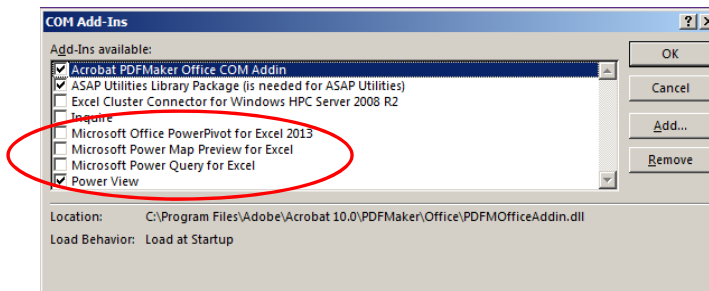 COM Add-Ins
Add-Ins available:
Acrobat PDFMaker Office COM Addin
ASAP Utilities Library Package (is needed for ASAP Utilities)
Excel Cluster Connector for Windows HPC Server 2008 R2
Inquire
Microsoft Office PowerPivot for Excel 2013
Microsoft Power Map Preview for Excel
Microsoft Power Query for Excel
Power View
OK
Cancel
Add...
Remove
Location: C:\Program Files\Adobe\Acrobat 10.0\PDFMaker\Office\PDFMOfficeAddin.dll
Load Behavior: Load at Startup